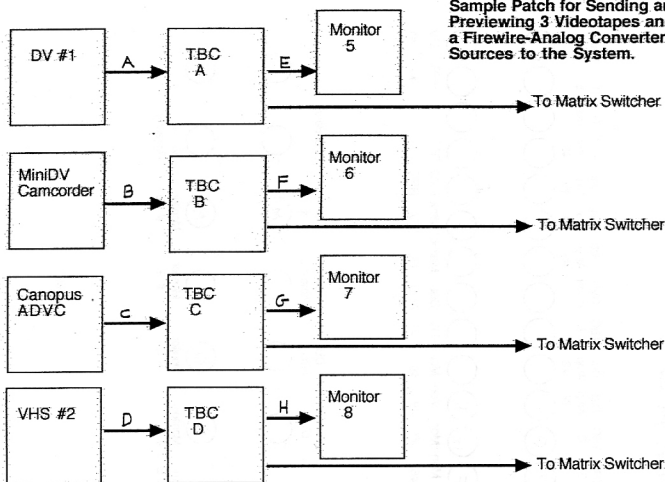 Sample Patch for Sending an
Previewing 3 Videotapes an
a Firewire-Analog Converter
Sources to the System.
DV #1
A
TBC
A
E
Monitor
5
To Matrix Switcher
MiniDV
Camcorder
B
TBC
B
F
Monitor
6
To Matrix Switcher
Canopus
ADVC
C
TBC
C
G
Monitor
7
To Matrix Switcher
VHS #2
D
TBC
D
H
Monitor
8
To Matrix Switcher